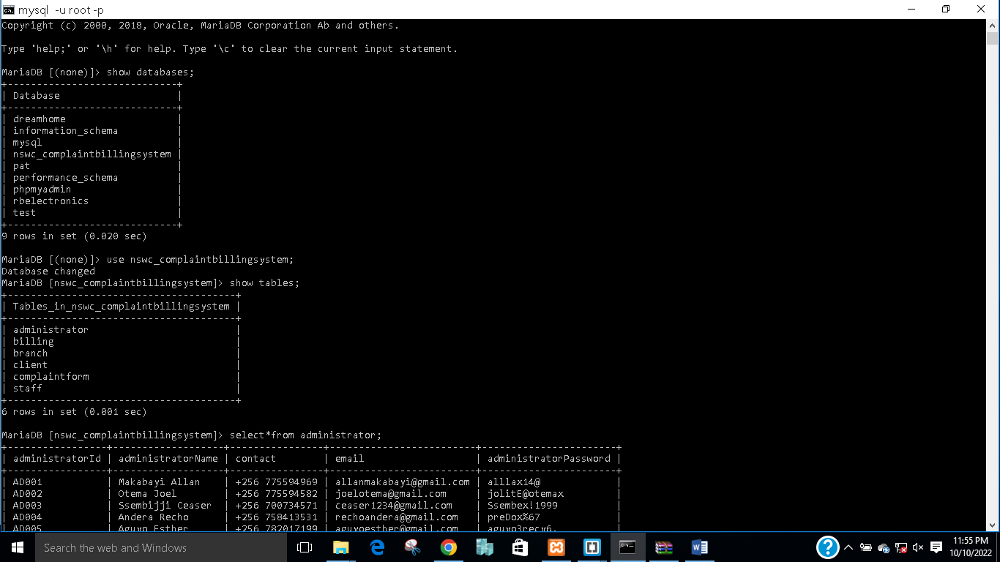 mysql  -u root -p
Copyright (c) 2000, 2018, Oracle, MariaDB Corporation Ab and others.
Type 'help;' or '\h' for help. Type '\c' to clear the current input statement.
MariaDB [(none)]> show databases;
+-----------------------------+
| Database                    |
+-----------------------------+
| dreamhome                   |
| information_schema          |
| mysql                       |
| nswc_complaintbillingsystem |
| pat                         |
| performance_schema          |
| phpmyadmin                  |
| rbelectronics               |
| test                        |
+-----------------------------+
9 rows in set (0.020 sec)
MariaDB [(none)]> use nswc_complaintbillingsystem;
Database changed
MariaDB [nswc_complaintbillingsystem]> show tables;
+---------------------------------------+
| Tables_in_nswc_complaintbillingsystem |
+---------------------------------------+
| administrator                         |
| billing                               |
| branch                                |
| client                                |
| complaintform                         |
| staff                                 |
+---------------------------------------+
6 rows in set (0.001 sec)
MariaDB [nswc_complaintbillingsystem]> select*from administrator;
+-----------------+-------------------+----------------+-------------------------+-----------------------+
| administratorId | administratorName | contact        | email                   | administratorPassword |
+-----------------+-------------------+----------------+-------------------------+-----------------------+
| AD001           | Makabayi Allan    | +256 775594969 | allanmakabayi@gmail.com | alllax14@             |
| AD002           | Otema Joel        | +256 775594582 | joelotema@gmail.com     | jolitE@otemax         |
| AD003           | Ssembijji Ceaser  | +256 700734571 | ceaser1234@gmail.com    | Ssembex!1999          |
| AD004           | Andera Recho      | +256 758413531 | rechoandera@gmail.com   | preDox%67             |
| AD005           | Aguyo Esther      | +256 782017199 | aguyoesther@gmail.com   | aguyo3recy6.          |
Search the web and Windows
11:55 PM
10/10/2022